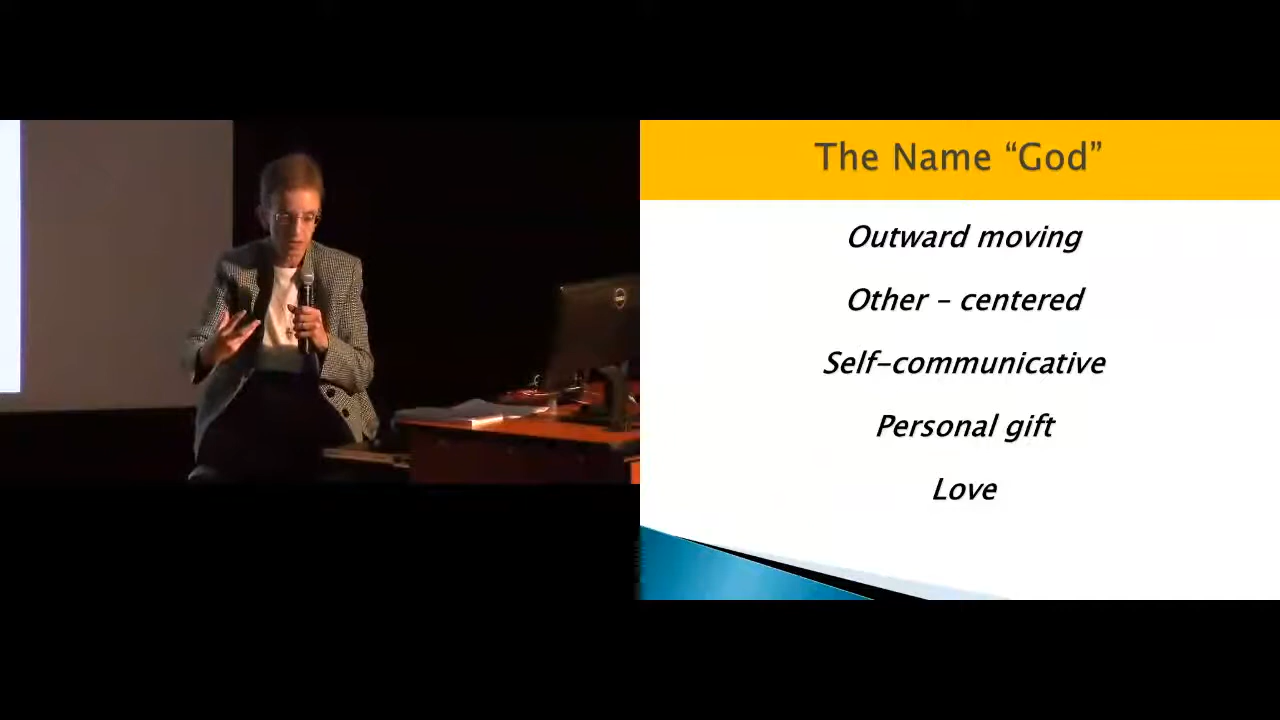 The Name “God”
Outward moving
Other – centered
Self-communicative
Personal gift
Love